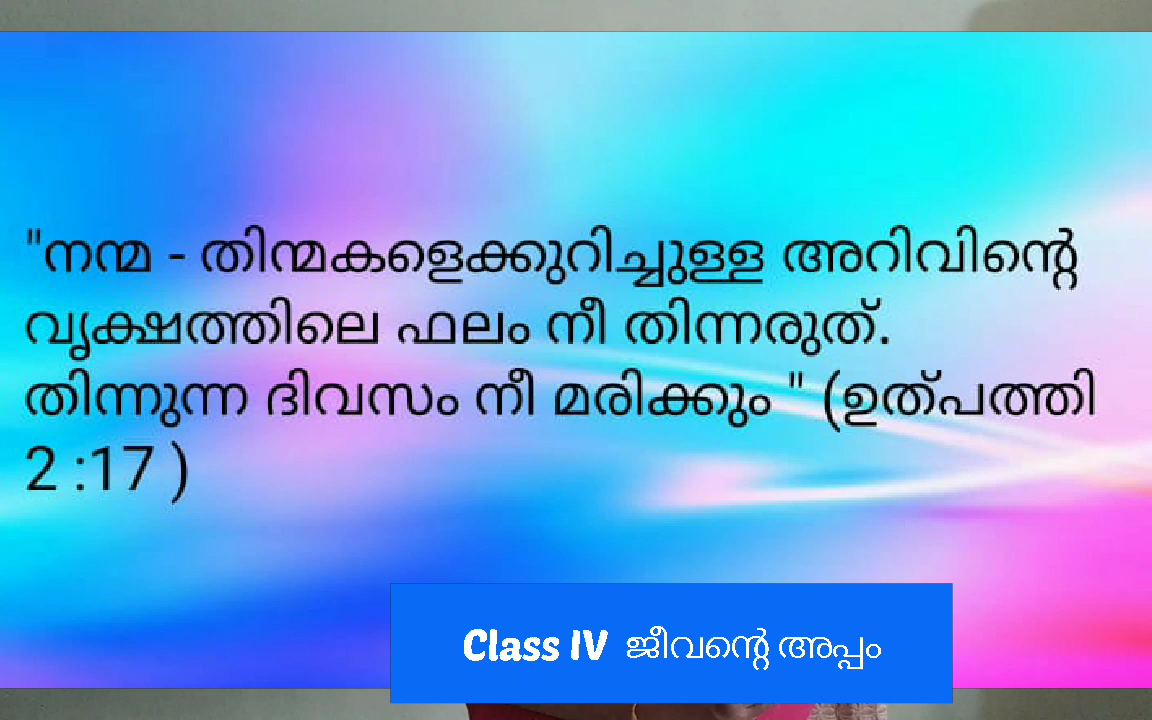 "നന്മ - തിന്മകളെക്കുറിച്ചുള്ള അറിവിന്റെ
വൃക്ഷത്തിലെ ഫലം നീ തിന്നരുത്.
തിന്നുന്ന ദിവസം നീ മരിക്കും " (ഉത്പത്തി
2 :17 )
Class IV ജീവന്റെ അപ്പം